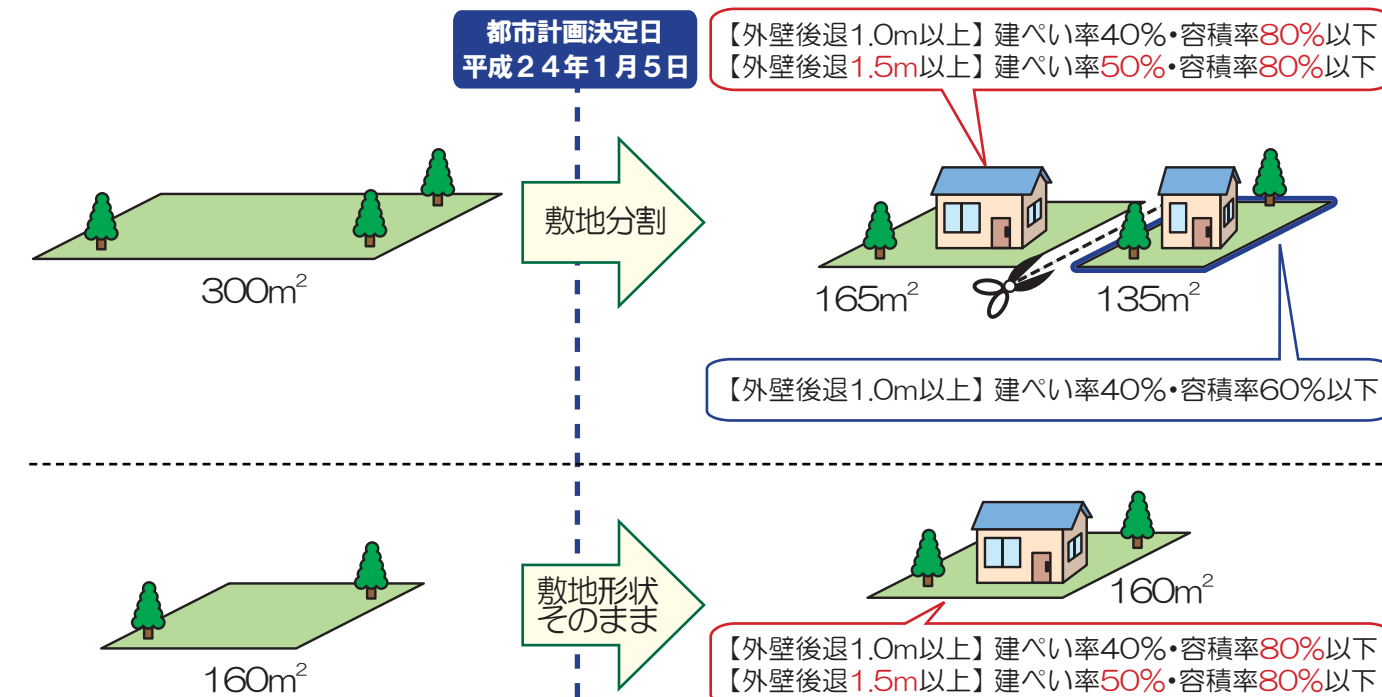 都市計画決定日
平成24年1月5日
【外壁後退1.0m以上】建ぺい率40%・容積率80%以下
【外壁後退1.5m以上】建ぺい率50%・容積率80%以下
敷地分割
300m²
165m²
135m²
【外壁後退1.0m以上】建ぺい率40%・容積率60%以下
敷地形状
そのまま
160m²
160m²
【外壁後退1.0m以上】建ぺい率40%・容積率80%以下
【外壁後退1.5m以上】建ぺい率50%・容積率80%以下